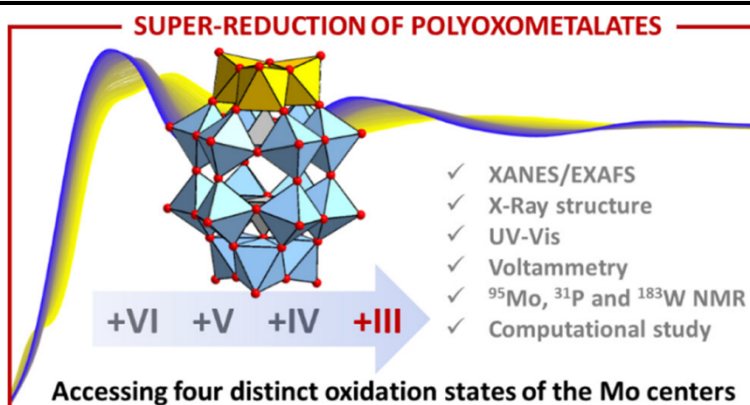 SUPER-REDUCTION OF POLYOXOMETALATES
✓ XANES/EXAFS
✓ X-Ray structure
✓ UV-Vis
✓ Voltammetry
✓ ⁹⁵Mo, ³¹P and ¹⁸³W NMR
✓ Computational study
+VI +V +IV +III
Accessing four distinct oxidation states of the Mo centers